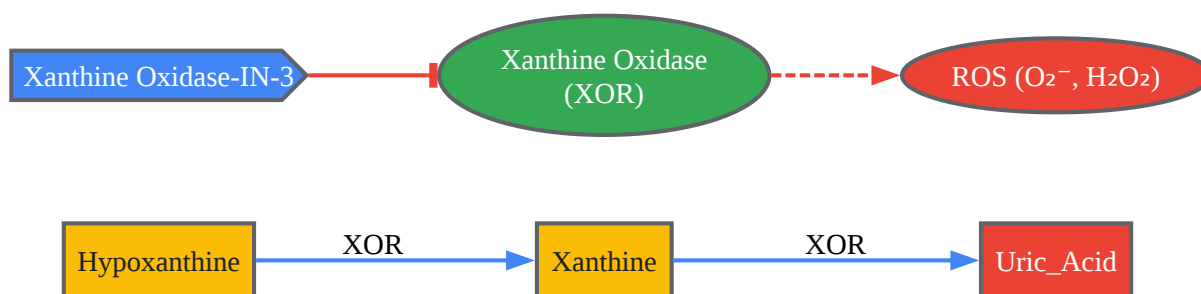 Xanthine Oxidase-IN-3
Xanthine Oxidase
(XOR)
ROS (O₂⁻, H₂O₂)
Hypoxanthine
XOR
Xanthine
XOR
Uric_Acid